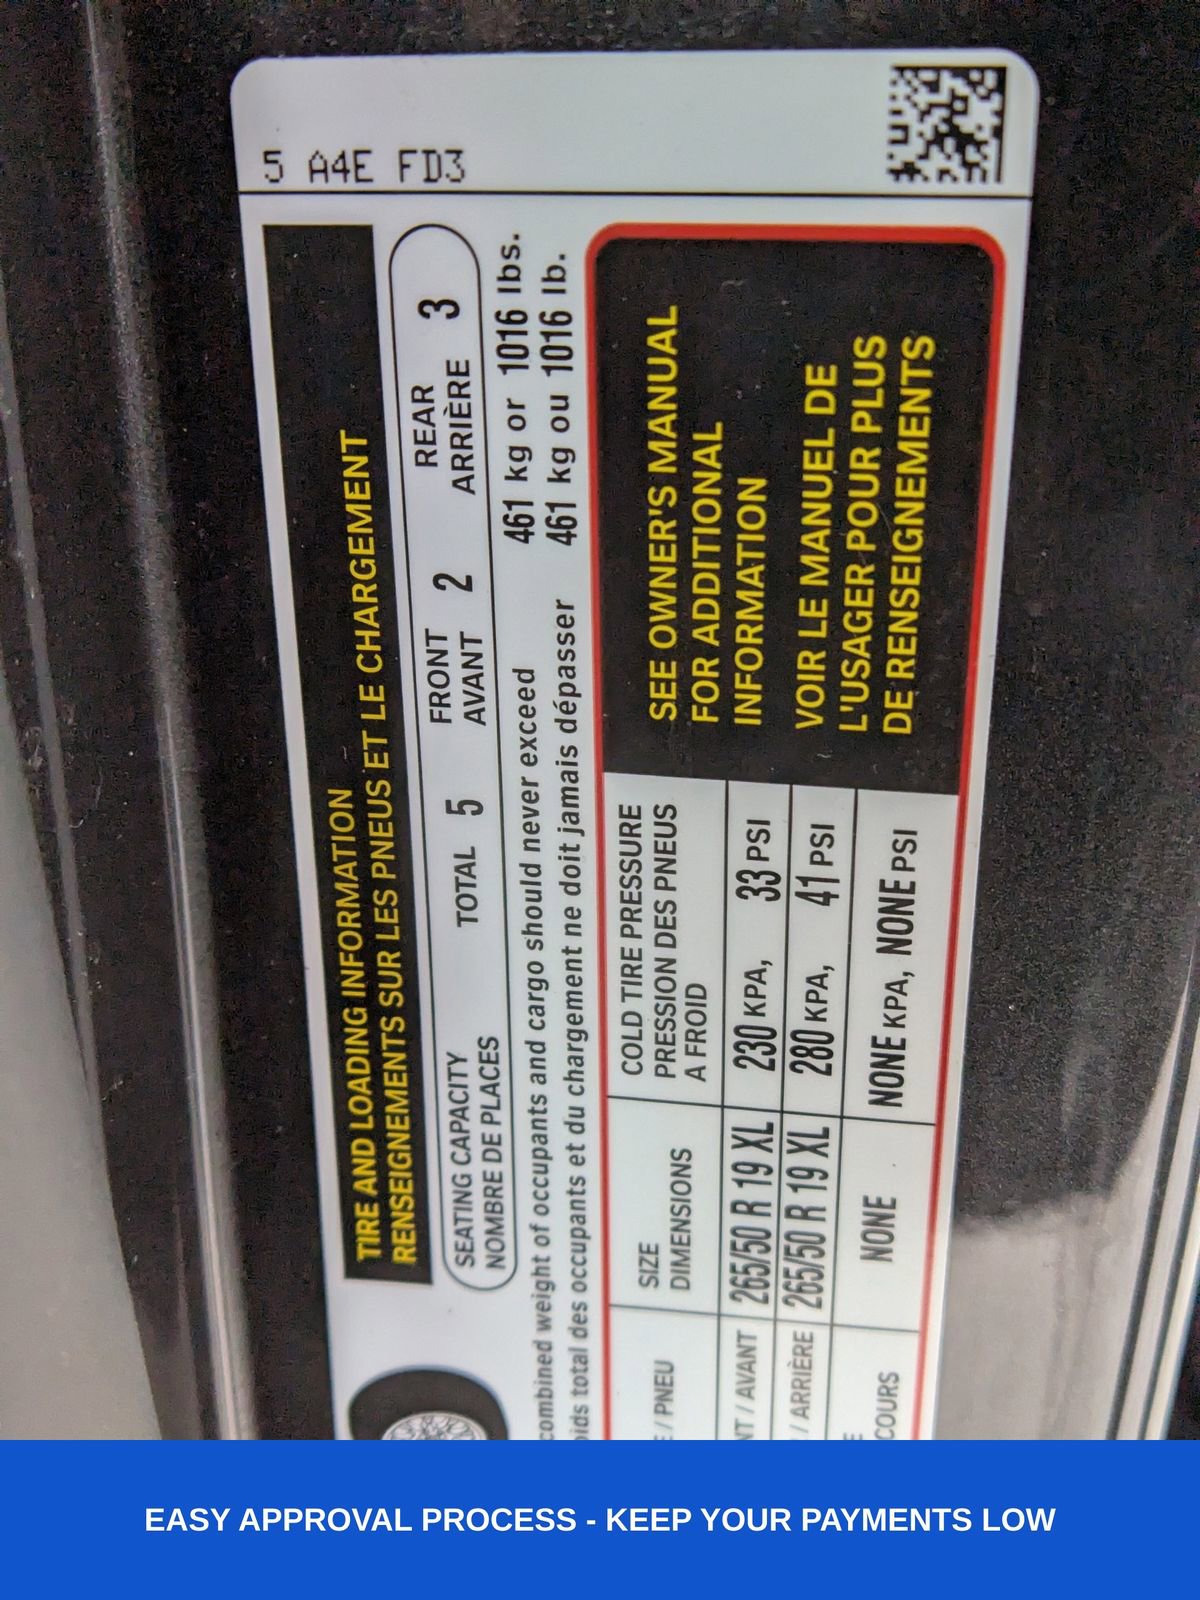 5 A4E FD3
TIRE AND LOADING INFORMATION
RENSEIGNEMENTS SUR LES PNEUS ET LE CHARGEMENT
SEATING CAPACITY
NOMBRE DE PLACES
TOTAL 5
FRONT
AVANT 2
REAR
ARRIÈRE 3
combined weight of occupants and cargo should never exceed 461 kg or 1016 lbs.
total des occupants et du chargement ne doit jamais dépasser 461 kg ou 1016 lb.
/ PNEU
SIZE
DIMENSIONS
COLD TIRE PRESSURE
PRESSION DES PNEUS
A FROID
/ AVANT 265/50 R 19 XL 230 KPA, 33 PSI
/ ARRIÈRE 265/50 R 19 XL 280 KPA, 41 PSI
COURS NONE NONE KPA, NONE PSI
SEE OWNER'S MANUAL
FOR ADDITIONAL
INFORMATION
VOIR LE MANUEL DE
L'USAGER POUR PLUS
DE RENSEIGNEMENTS
EASY APPROVAL PROCESS - KEEP YOUR PAYMENTS LOW